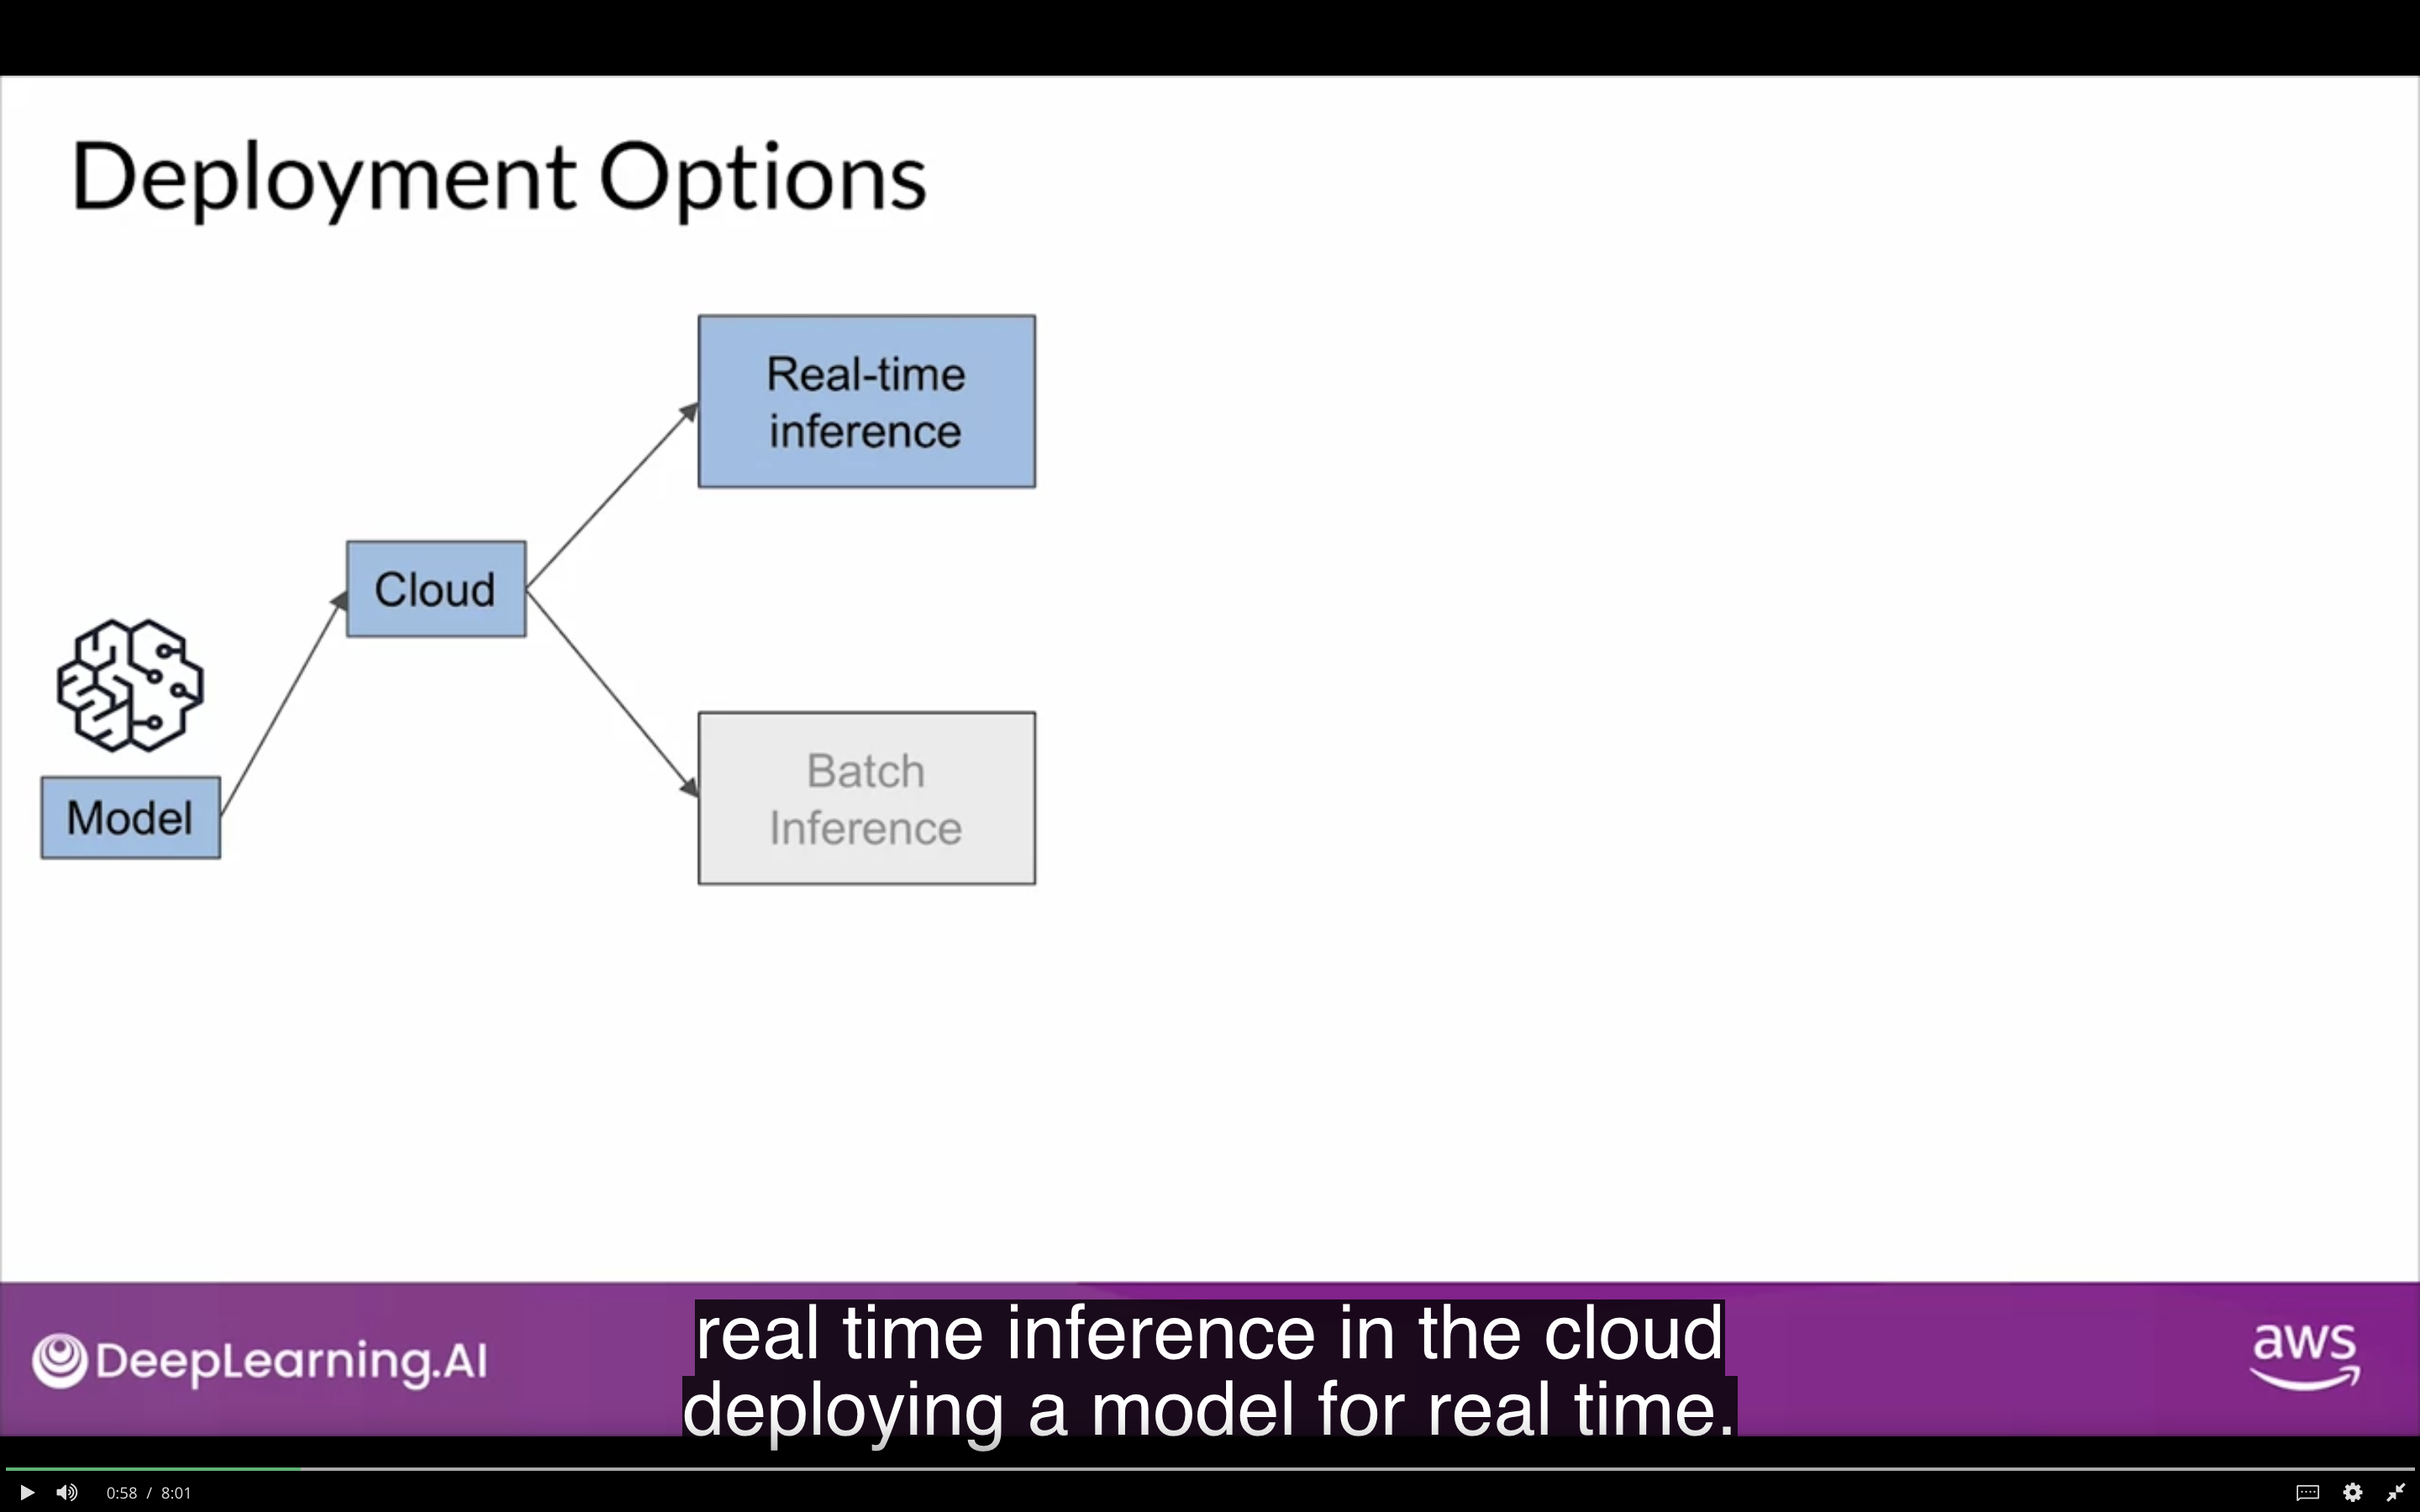 Deployment Options
Real-time
inference
Cloud
Model
Batch
Inference
DeepLearning.AI
real time inference in the cloud
deploying a model for real time.
aws
0:58 / 8:01